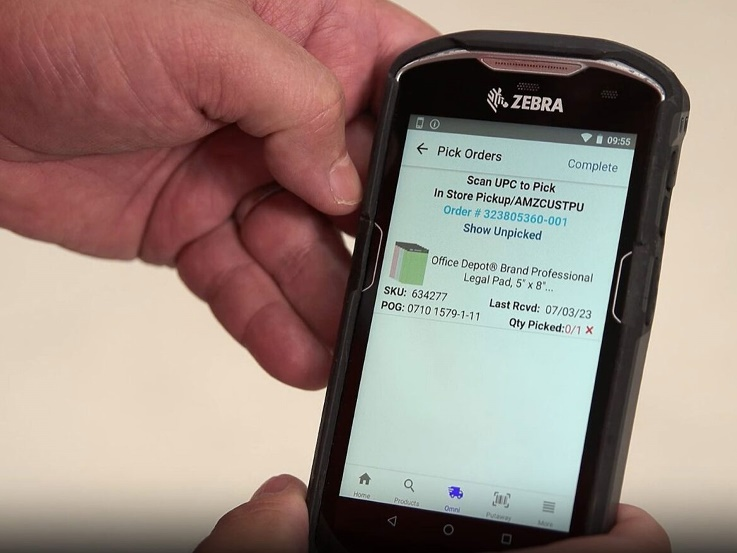 ZEBRA
09:55
Pick Orders
Complete
Scan UPC to Pick
In Store Pickup/AMZCUSTPU
Order # 323805360-001
Show Unpicked
Office Depot® Brand Professional
Legal Pad, 5" x 8"...
SKU: 634277
Last Rcvd: 07/03/23
POG: 0710 1579-1-11
Qty Picked:0/1
Home
Products
Omni
Putaway
More